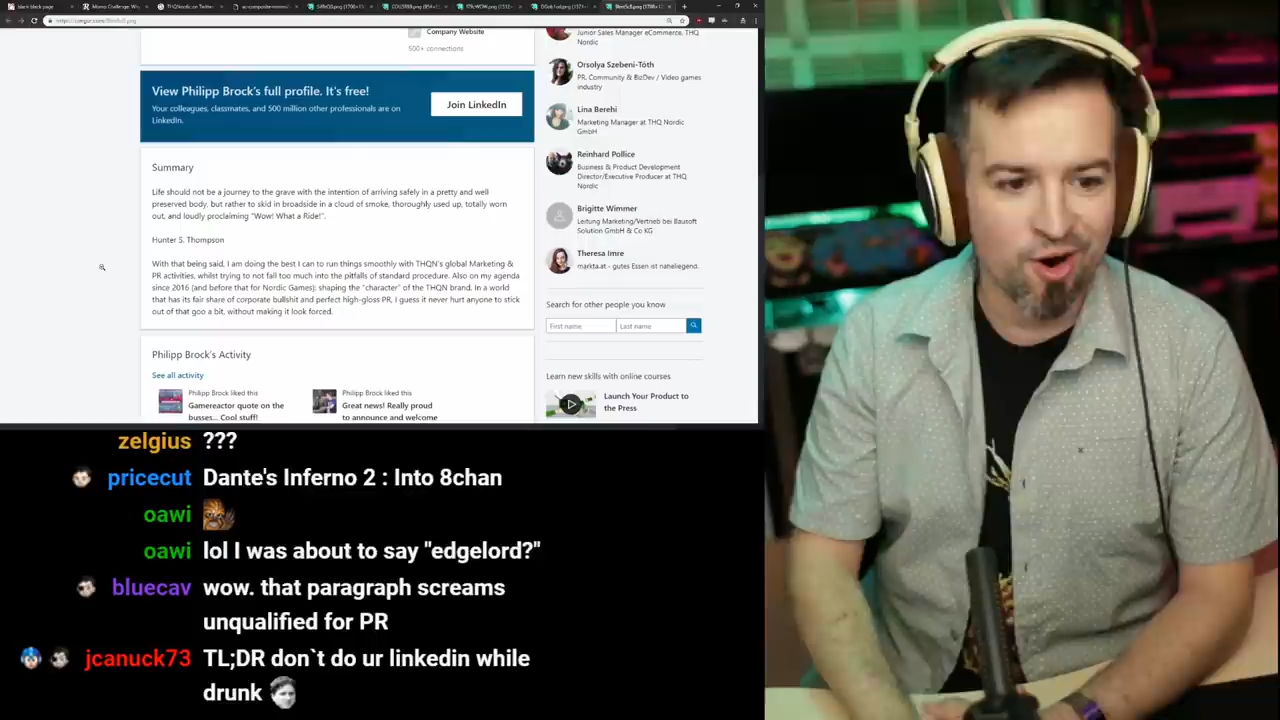 blank black page
Momo Challenge: W
THQNordic on Twitter
https://imgur.com/
Company Website
500+ connections
View Philipp Brock's full profile. It's free!
Your colleagues, classmates, and 500 million other professionals are on
LinkedIn.
Join LinkedIn
Summary
Life should not be a journey to the grave with the intention of arriving safely in a pretty and well
preserved body, but rather to skid in broadside in a cloud of smoke, thoroughly used up, totally worn
out, and loudly proclaiming "Wow! What a Ride!".
Hunter S. Thompson
With that being said, I am doing the best I can to run things smoothly with THQN's global Marketing &
PR activities, whilst trying to not fall too much into the pitfalls of standard procedure. Also on my agenda
since 2016 (and before that for Nordic Games): shaping the "character" of the THQN brand. In a world
that has its fair share of corporate bullshit and perfect high-gloss PR, i guess it never hurt anyone to stick
out of that goo a bit, without making it look forced.
Philipp Brock's Activity
See all activity
Philipp Brock liked this
Gamereactor quote on the
busses... Cool stuff!
Philipp Brock liked this
Great news! Really proud
to announce and welcome
Junior Sales Manager eCommerce, THQ
Nordic
Orsolya Szebeni-Tóth
PR, Community & BizDev / Video games
industry
Lina Berehi
Marketing Manager at THQ Nordic
GmbH
Reinhard Pollice
Business & Product Development
Director/Executive Producer at THQ
Nordic
Brigitte Wimmer
Leitung Marketing/Vertrieb bei Bausoft
Solution GmbH & Co KG
Theresa Imre
markta.at - gutes Essen ist naheliegend.
Search for other people you know
First name
Last name
Learn new skills with online courses
Launch Your Product to
the Press
zelgius ???
pricecut Dante's Inferno 2 : Into 8chan
oawi
oawi lol I was about to say "edgelord?"
bluecav wow. that paragraph screams
unqualified for PR
jcanuck73 TL;DR don`t do ur linkedin while
drunk